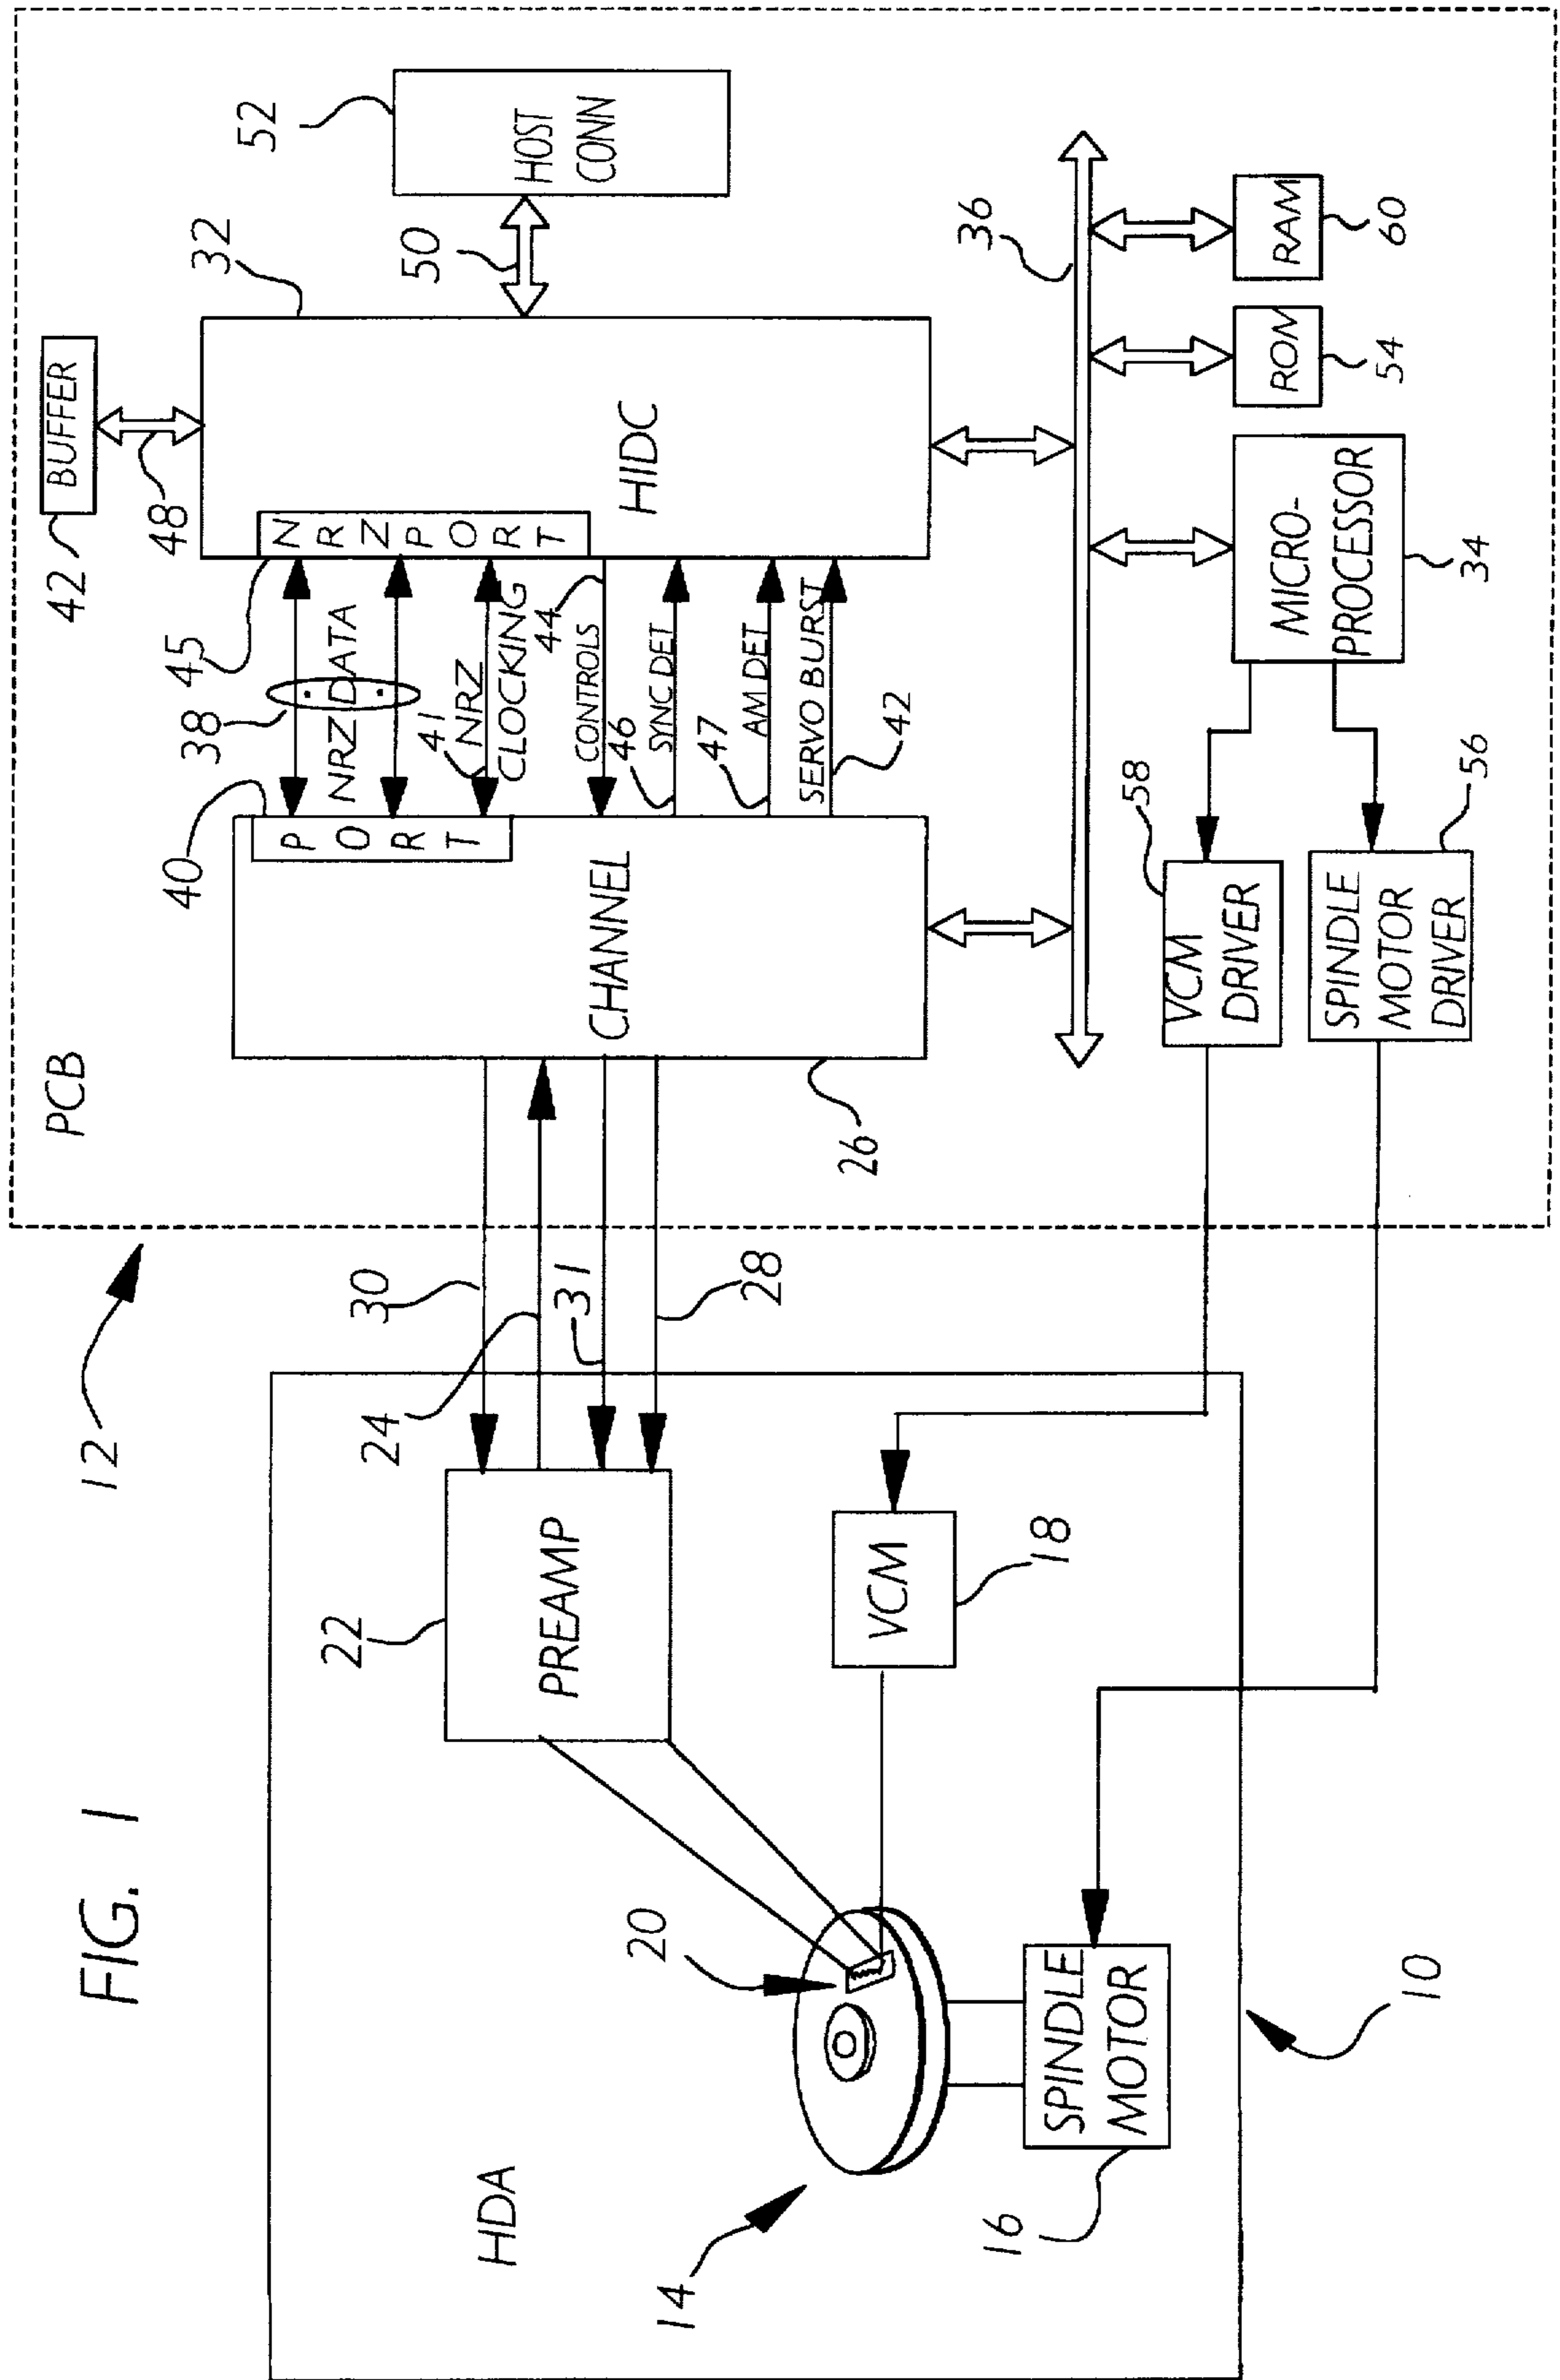 FIG. 1
HDA
14
20
16
SPINDLE
MOTOR
10
22
PREAMP
VCM
18
12
30
24
31
28
PCB
26
CHANNEL
40
PORT
38
NRZ DATA
41
NRZ
CLOCKING
44
CONTROLS
46
SYNC DET
47
AM DET
SERVO BURST
42
45
NRZ PORT
HIDC
32
42
BUFFER
48
50
52
HOST
CONN
36
58
VCM
DRIVER
56
SPINDLE
MOTOR
DRIVER
MICRO-
PROCESSOR
34
ROM
54
RAM
60